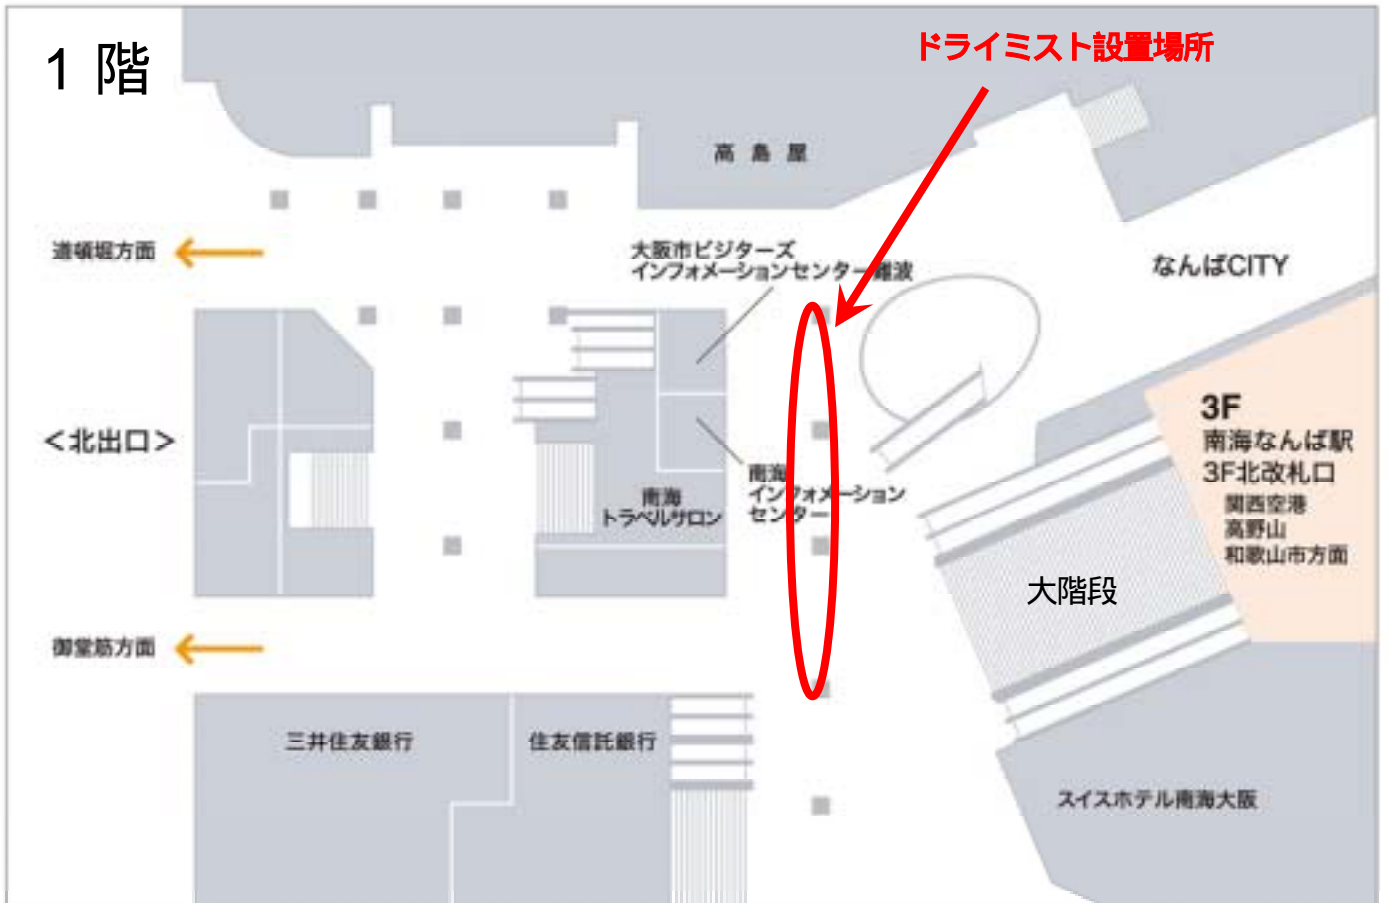 1 階
ドライミスト設置場所
高島屋
道頓堀方面
大阪市ビジターズ
インフォメーションセンター難波
なんばCITY
<北出口>
3F
南海なんば駅
3F北改札口
関西空港
高野山
和歌山市方面
南海
インフォメーション
センター
南海
トラベルサロン
大階段
御堂筋方面
三井住友銀行
住友信託銀行
スイスホテル南海大阪